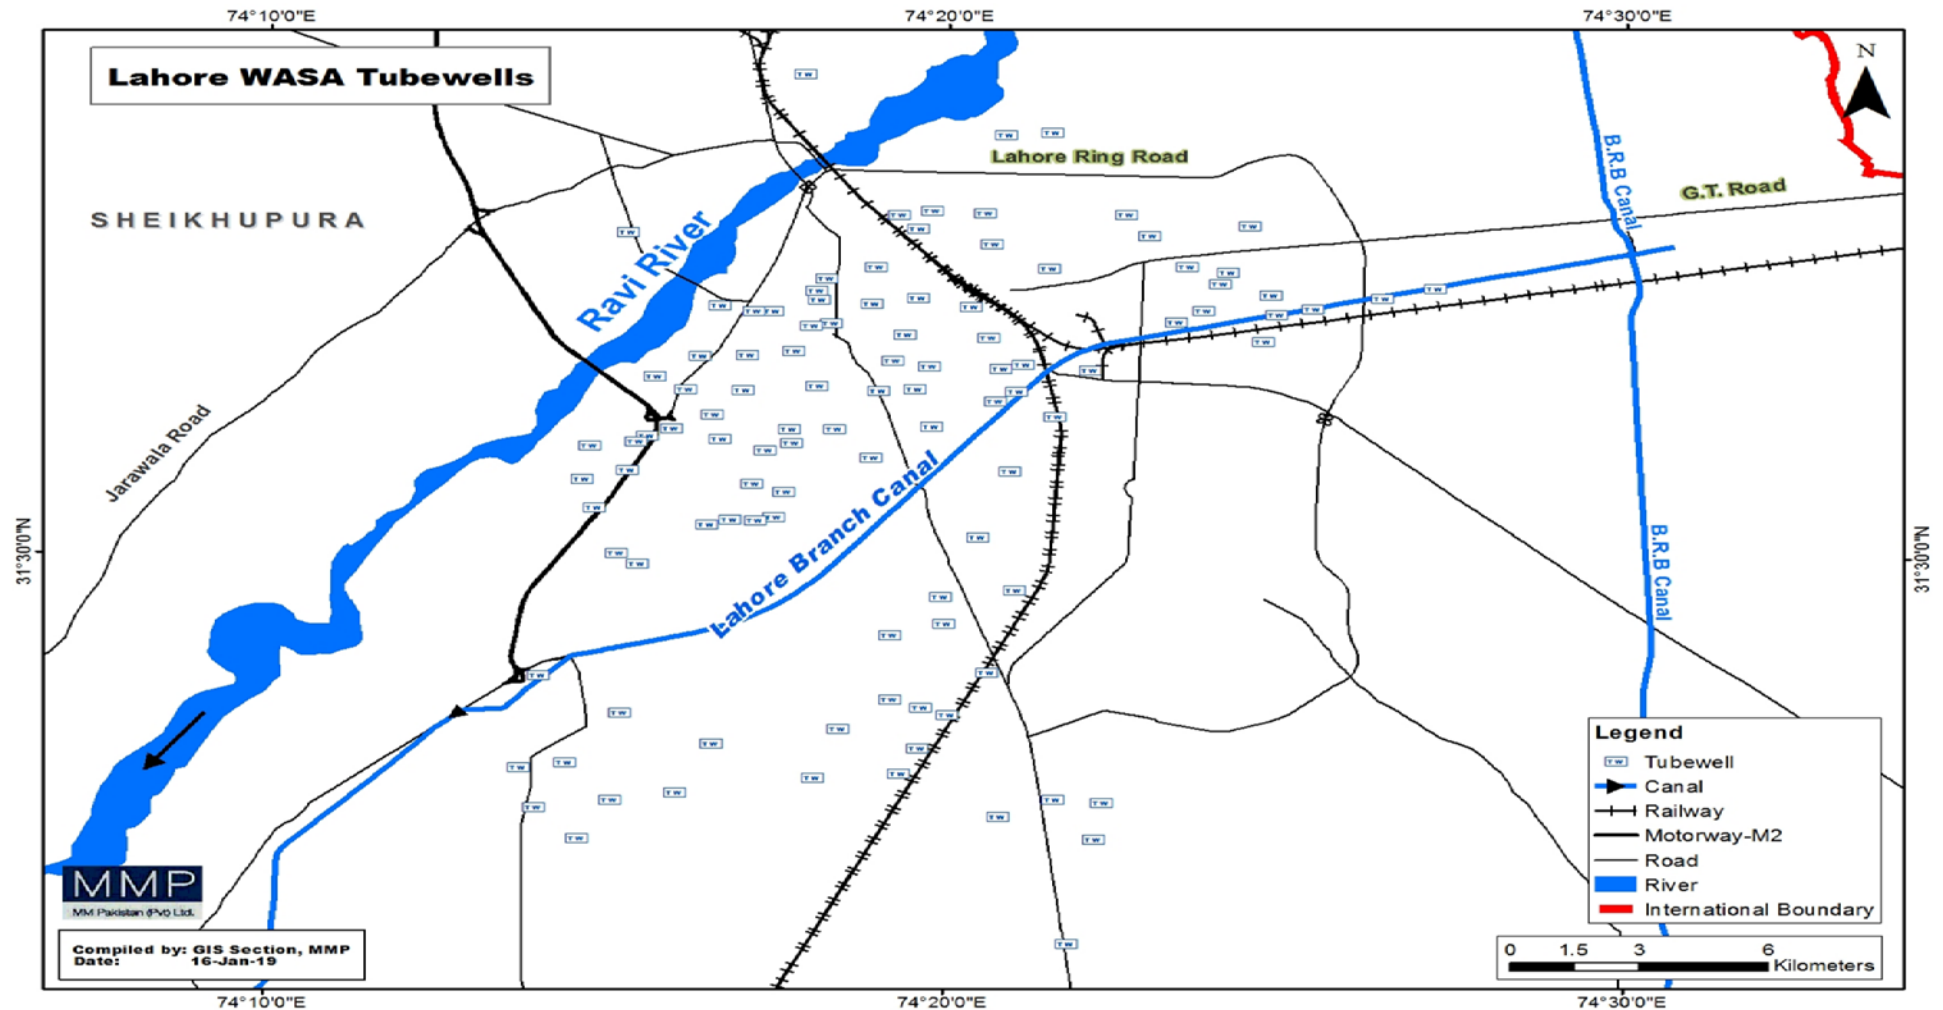 74°10'0"E
74°20'0"E
74°30'0"E
Lahore WASA Tubewells
N
Lahore Ring Road
B.R.B Canal
G.T. Road
SHEIKHUPURA
Ravi River
Jarawala Road
Lahore Branch Canal
31°30'0"N
31°30'0"N
B.R.B Canal
Legend
TW Tubewell
Canal
Railway
Motorway-M2
Road
River
International Boundary
MMP
MM Pakistan (Pvt) Ltd.
Compiled by: GIS Section, MMP
Date: 16-Jan-19
0 1.5 3 6
Kilometers
74°10'0"E
74°20'0"E
74°30'0"E